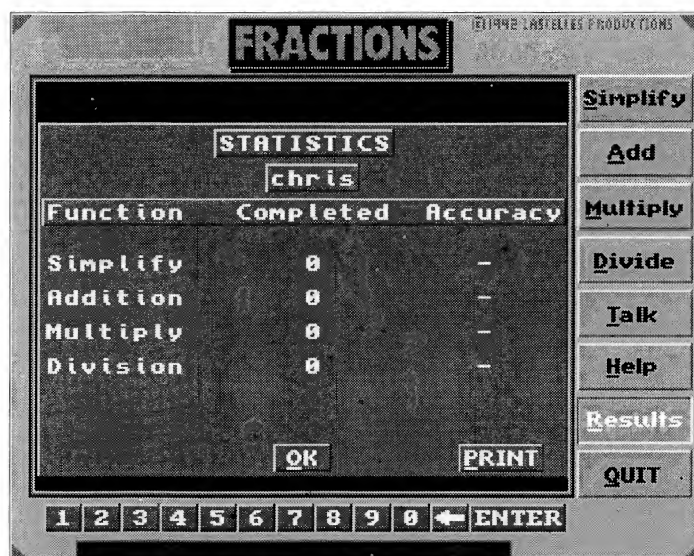 FRACTIONS
©1992 LASCELLES PRODUCTIONS
STATISTICS
chris
Function Completed Accuracy
Simplify 0 -
Addition 0 -
Multiply 0 -
Division 0 -
OK PRINT
Simplify
Add
Multiply
Divide
Talk
Help
Results
QUIT
1 2 3 4 5 6 7 8 9 0 ← ENTER